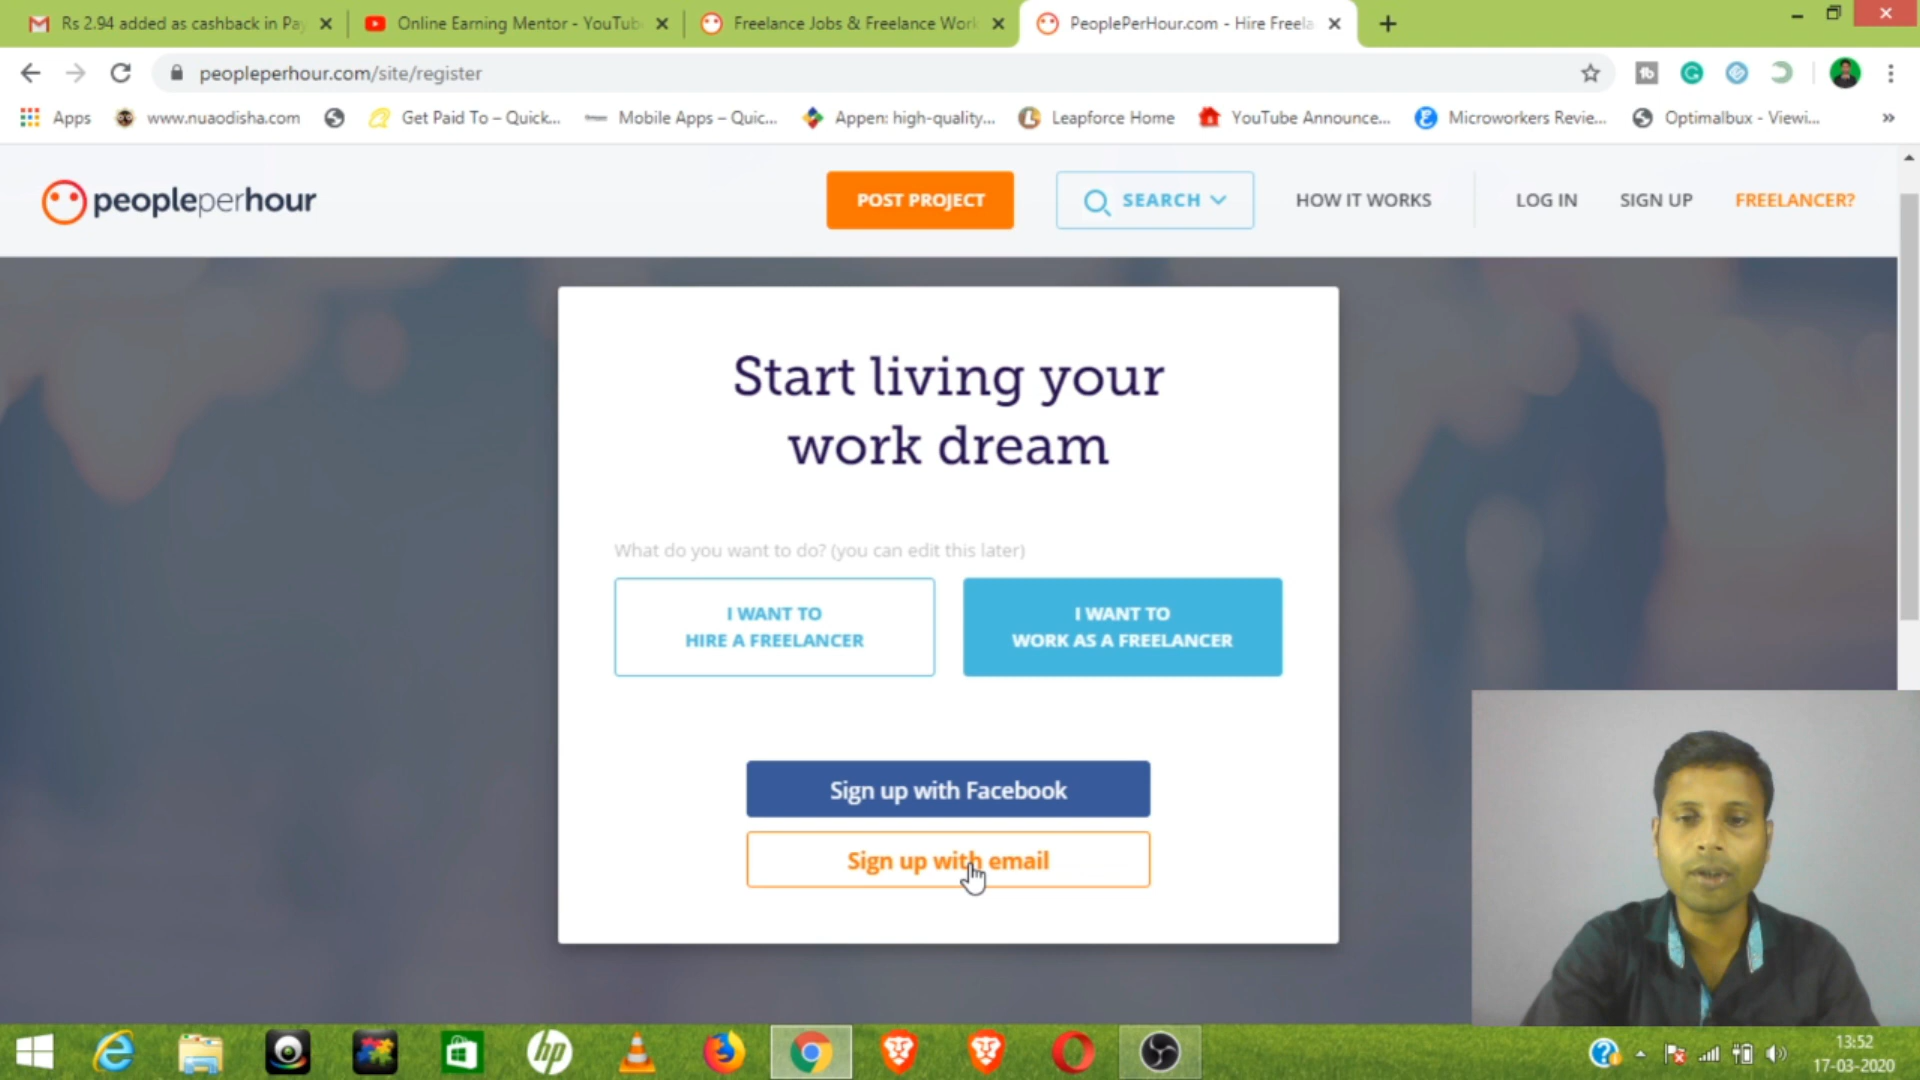 Rs 2.94 added as cashback in Pay
Online Earning Mentor - YouTub
Freelance Jobs & Freelance Work
PeoplePerHour.com - Hire Freela
peopleperhour.com/site/register
Apps
www.nuaodisha.com
Get Paid To – Quick...
Mobile Apps – Quic...
Appen: high-quality...
Leapforce Home
YouTube Announce...
Microworkers Revie...
Optimalbux - Viewi...
»
peopleperhour
POST PROJECT
SEARCH
HOW IT WORKS
LOG IN
SIGN UP
FREELANCER?
Start living your
work dream
What do you want to do? (you can edit this later)
I WANT TO
HIRE A FREELANCER
I WANT TO
WORK AS A FREELANCER
Sign up with Facebook
Sign up with email
hp
13:52
17-03-2020